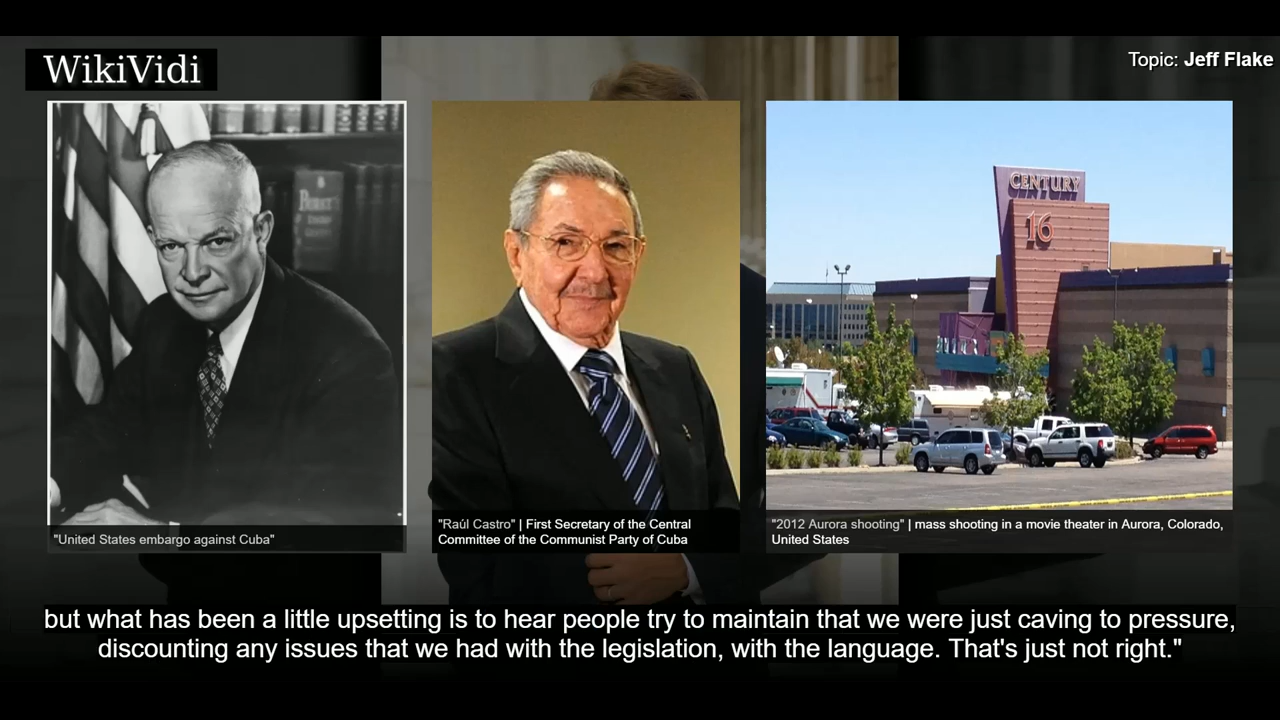 WikiVidi
Topic: Jeff Flake
CENTURY
16
"United States embargo against Cuba"
"Raúl Castro" | First Secretary of the Central
Committee of the Communist Party of Cuba
"2012 Aurora shooting" | mass shooting in a movie theater in Aurora, Colorado,
United States
but what has been a little upsetting is to hear people try to maintain that we were just caving to pressure,
discounting any issues that we had with the legislation, with the language. That's just not right."